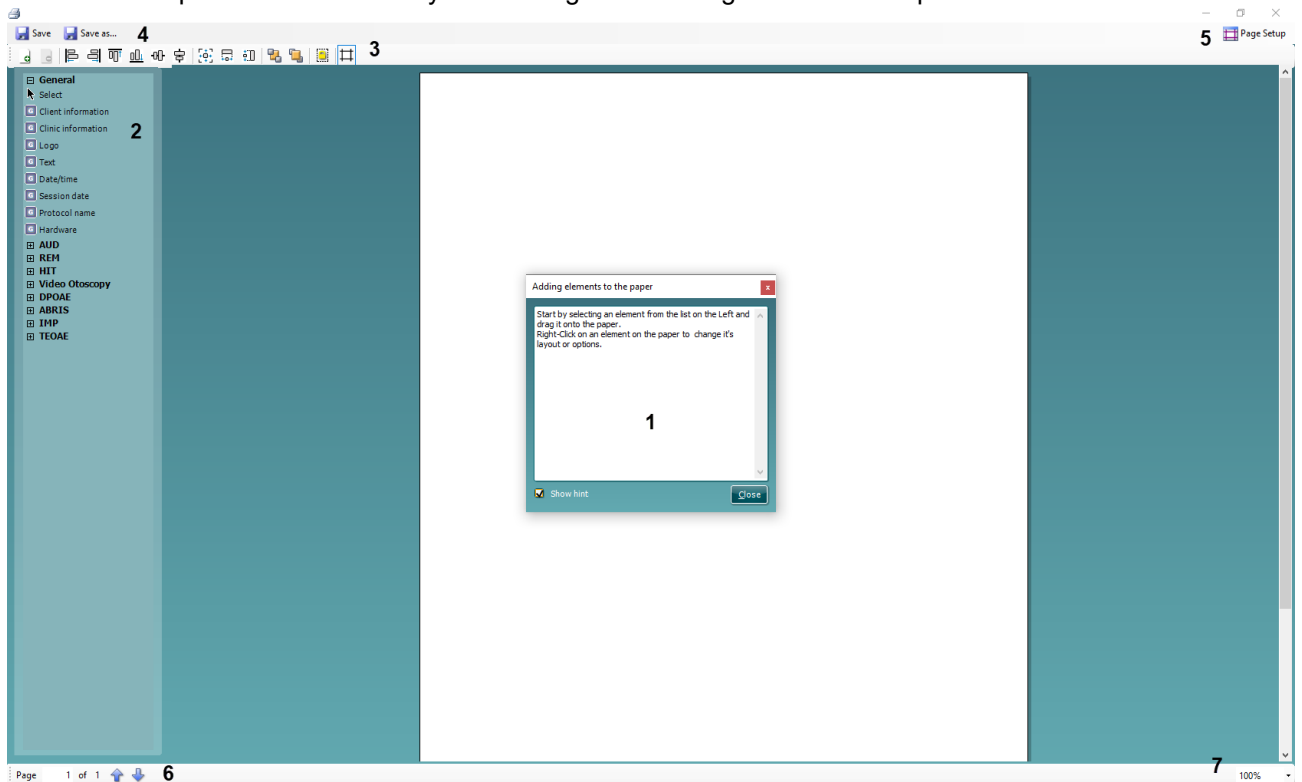 Save Save as... 4
5 Page Setup
3
General
Select
Client information
Clinic information
2
Logo
Text
Date/time
Session date
Protocol name
Hardware
AUD
REM
HIT
Video Otoscopy
DPOAE
ABRIS
IMP
TEOAE
Adding elements to the paper
Start by selecting an element from the list on the Left and
drag it onto the paper.
Right-Click on an element on the paper to change it's
layout or options.
1
Show hint
Close
Page 1 of 1 6
7
100%